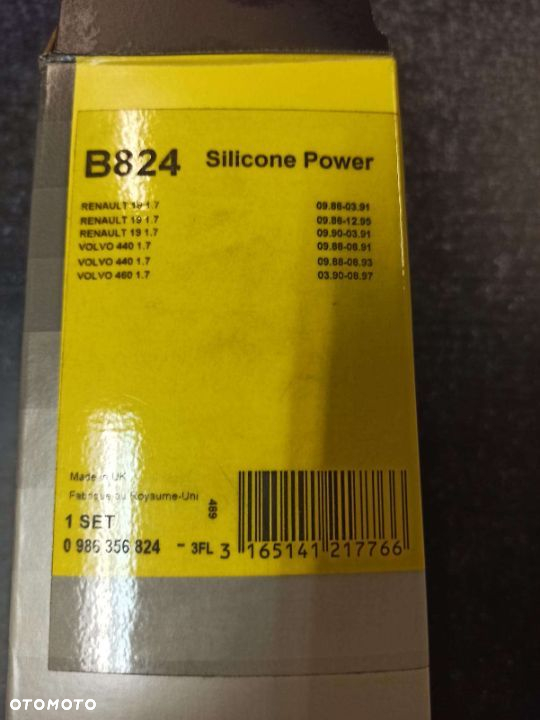 B824 Silicone Power
RENAULT 19 1.7 09.86-03.91
RENAULT 19 1.7 09.86-12.95
RENAULT 19 1.7 09.90-03.91
VOLVO 440 1.7 09.88-08.91
VOLVO 440 1.7 09.88-08.93
VOLVO 460 1.7 03.90-08.97
Made in UK
Fabriqué au Royaume-Uni
489
1 SET
0 986 356 824 - 3FL
3 165141 217766
OTOMOTO